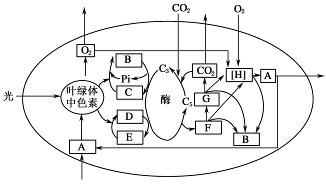 CO₂ O₂
O₂ B CO₂ [H] A
Pi C₃
C G
光 叶绿体
中色素 酶 C₅
D F B
A E